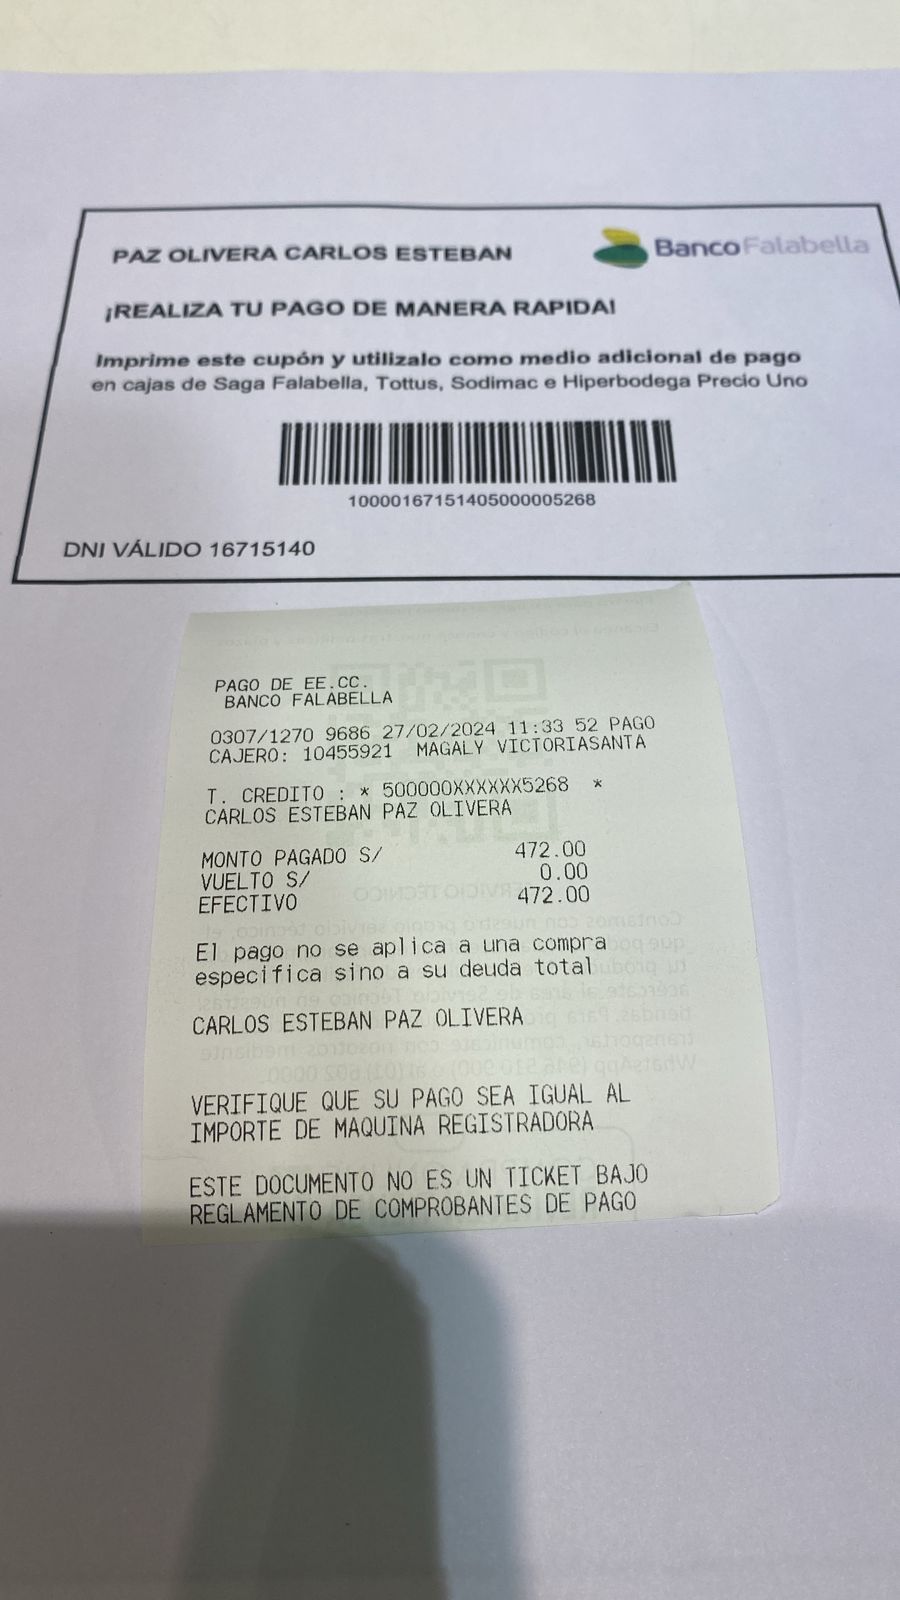 PAZ OLIVERA CARLOS ESTEBAN
Banco Falabella
¡REALIZA TU PAGO DE MANERA RAPIDA!
Imprime este cupón y utilizalo como medio adicional de pago
en cajas de Saga Falabella, Tottus, Sodimac e Hiperbodega Precio Uno
10000167151405000005268
DNI VÁLIDO 16715140
PAGO DE EE.CC.
BANCO FALABELLA
0307/1270 9686 27/02/2024 11:33 52 PAGO
CAJERO: 10455921 MAGALY VICTORIASANTA
T. CREDITO : * 500000XXXXXX5268 *
CARLOS ESTEBAN PAZ OLIVERA
MONTO PAGADO S/ 472.00
VUELTO S/ 0.00
EFECTIVO 472.00
El pago no se aplica a una compra
especifica sino a su deuda total
CARLOS ESTEBAN PAZ OLIVERA
VERIFIQUE QUE SU PAGO SEA IGUAL AL
IMPORTE DE MAQUINA REGISTRADORA
ESTE DOCUMENTO NO ES UN TICKET BAJO
REGLAMENTO DE COMPROBANTES DE PAGO